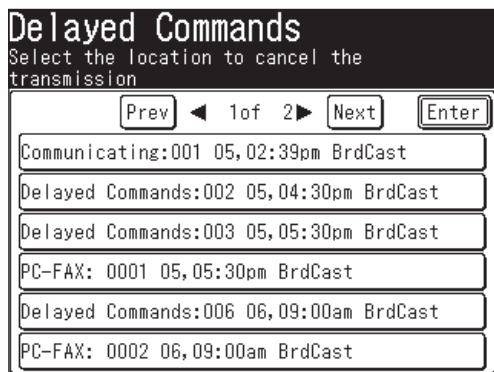 Delayed Commands
Select the location to cancel the
transmission
Prev ◀ 1of 2▶ Next Enter
Communicating:001 05,02:39pm BrdCast
Delayed Commands:002 05,04:30pm BrdCast
Delayed Commands:003 05,05:30pm BrdCast
PC-FAX: 0001 05,05:30pm BrdCast
Delayed Commands:006 06,09:00am BrdCast
PC-FAX: 0002 06,09:00am BrdCast